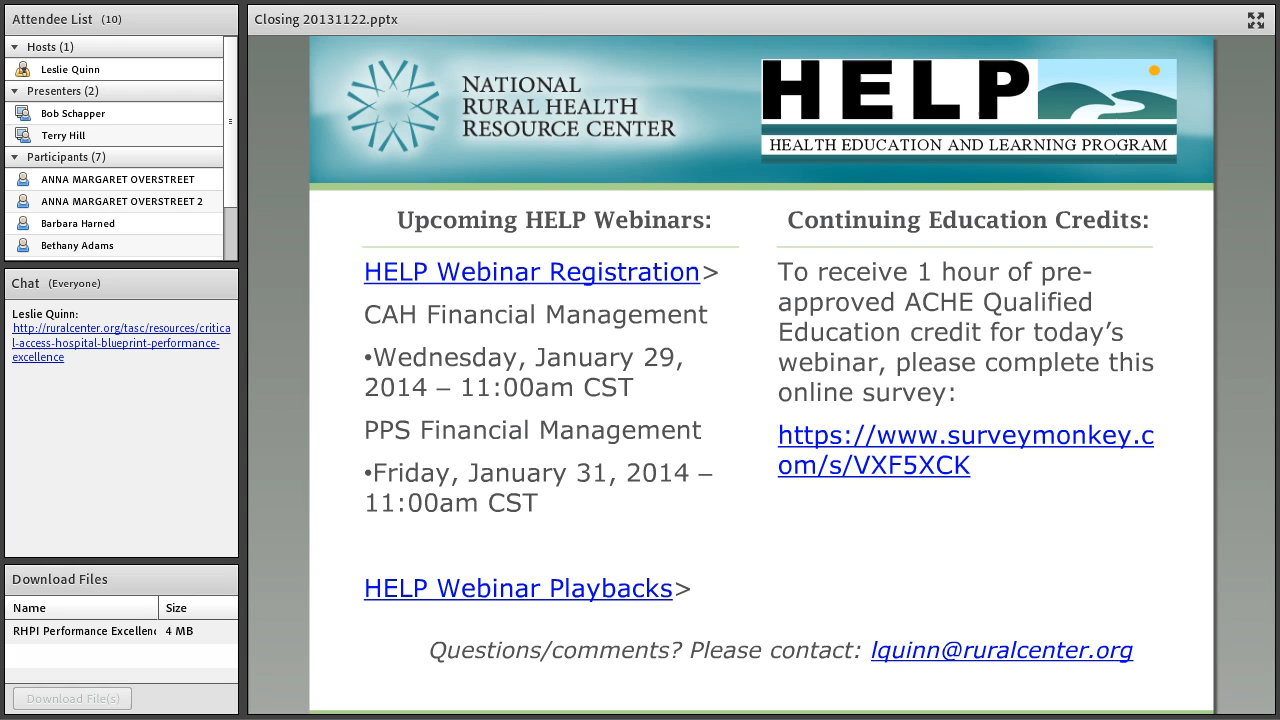 Attendee List (10)
Hosts (1)
Leslie Quinn
Presenters (2)
Bob Schapper
Terry Hill
Participants (7)
ANNA MARGARET OVERSTREET
ANNA MARGARET OVERSTREET 2
Barbara Harned
Bethany Adams
Chat (Everyone)
Leslie Quinn:
http://ruralcenter.org/tasc/resources/critica
l-access-hospital-blueprint-performance-
excellence
Download Files
Name Size
RHPI Performance Excellenc 4 MB
Download File(s)
Closing 20131122.pptx
NATIONAL
RURAL HEALTH
RESOURCE CENTER
HELP
HEALTH EDUCATION AND LEARNING PROGRAM
Upcoming HELP Webinars:
HELP Webinar Registration>
CAH Financial Management
•Wednesday, January 29,
2014 – 11:00am CST
PPS Financial Management
•Friday, January 31, 2014 –
11:00am CST
HELP Webinar Playbacks>
Continuing Education Credits:
To receive 1 hour of pre-
approved ACHE Qualified
Education credit for today’s
webinar, please complete this
online survey:
https://www.surveymonkey.c
om/s/VXF5XCK
Questions/comments? Please contact: lquinn@ruralcenter.org